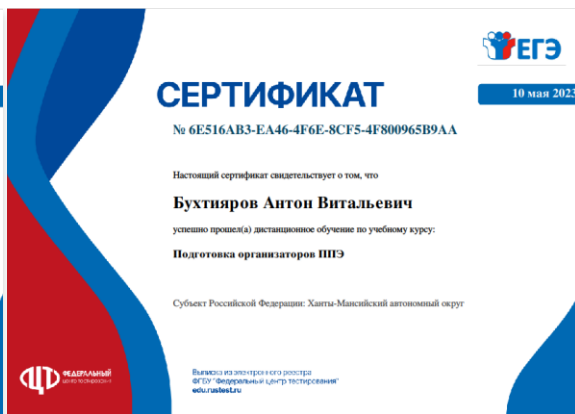 ЕГЭ
СЕРТИФИКАТ
10 мая 2023
№ 6E516AB3-EA46-4F6E-8CF5-4F800965B9AA
Настоящий сертификат свидетельствует о том, что
Бухтияров Антон Витальевич
успешно прошел(а) дистанционное обучение по учебному курсу:
Подготовка организаторов ППЭ
Субъект Российской Федерации: Ханты-Мансийский автономный округ
ФЕДЕРАЛЬНЫЙ
центр тестирования
Выписка из электронного реестра
ФГБУ "Федеральный центр тестирования"
edu.rustest.ru